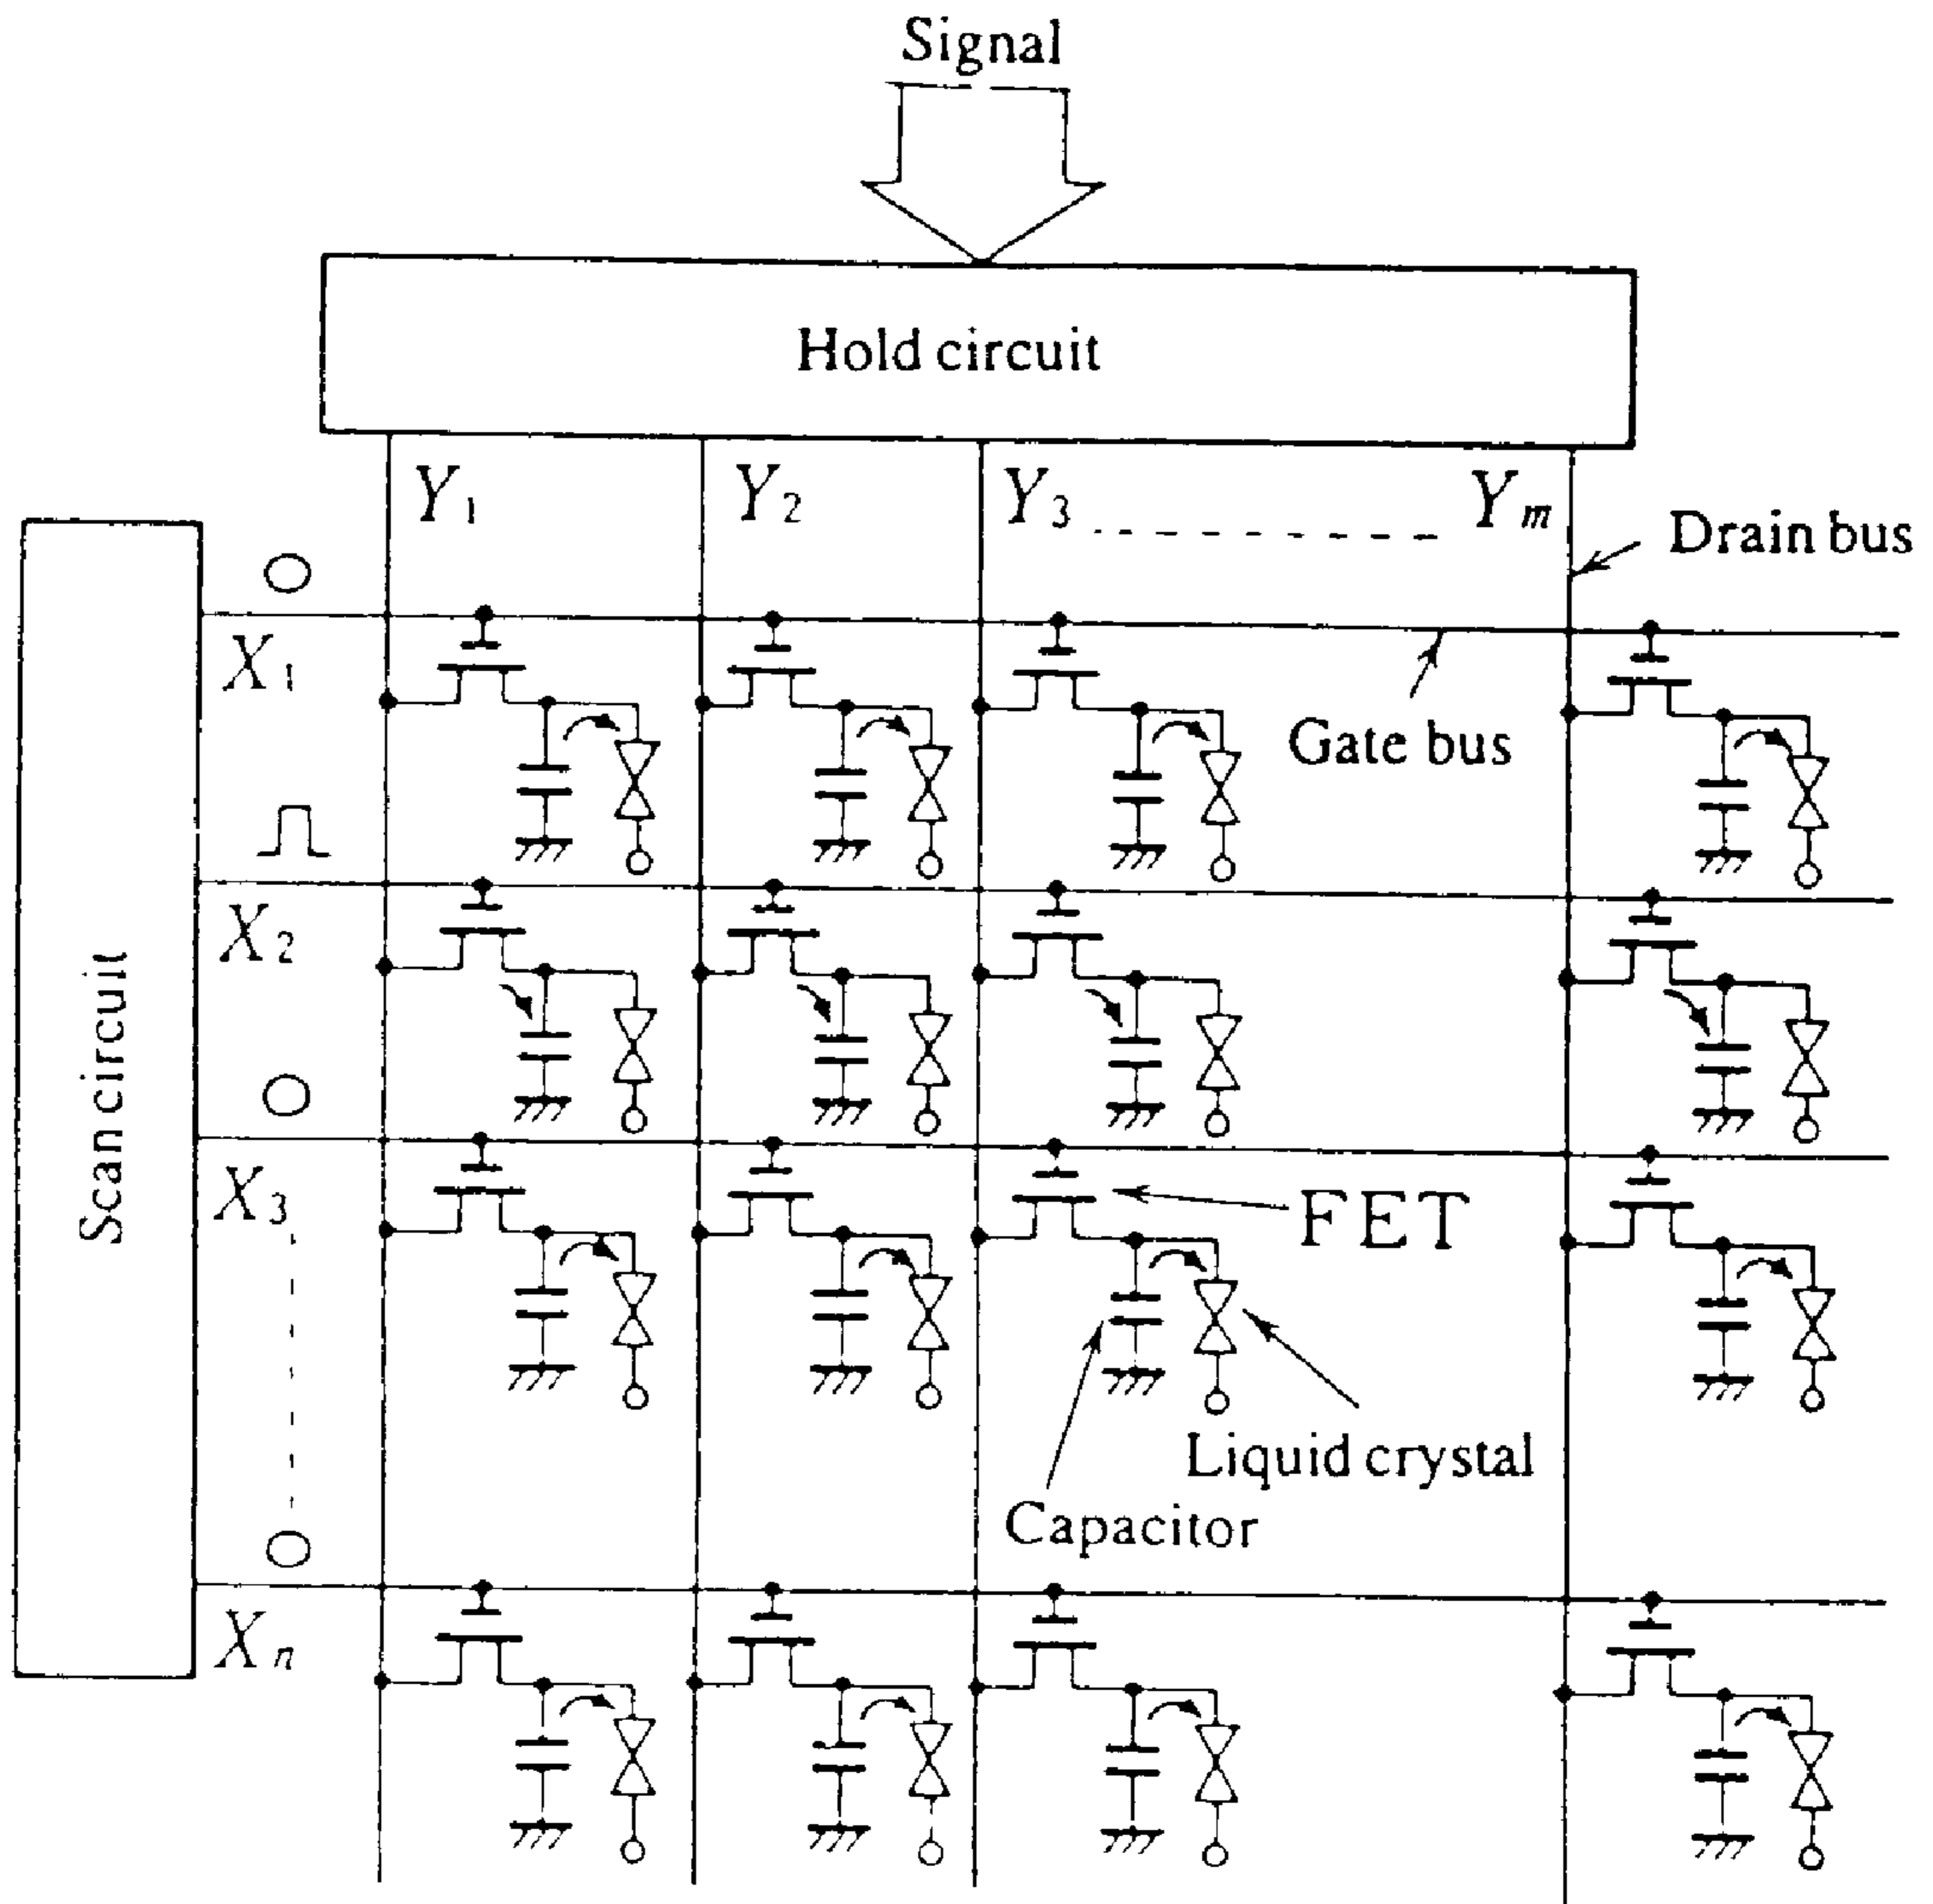 Signal
Hold circuit
Y1 Y2 Y3 Ym
Drain bus
X1
Gate bus
X2
Scan circuit
X3
FET
Liquid crystal
Capacitor
Xn